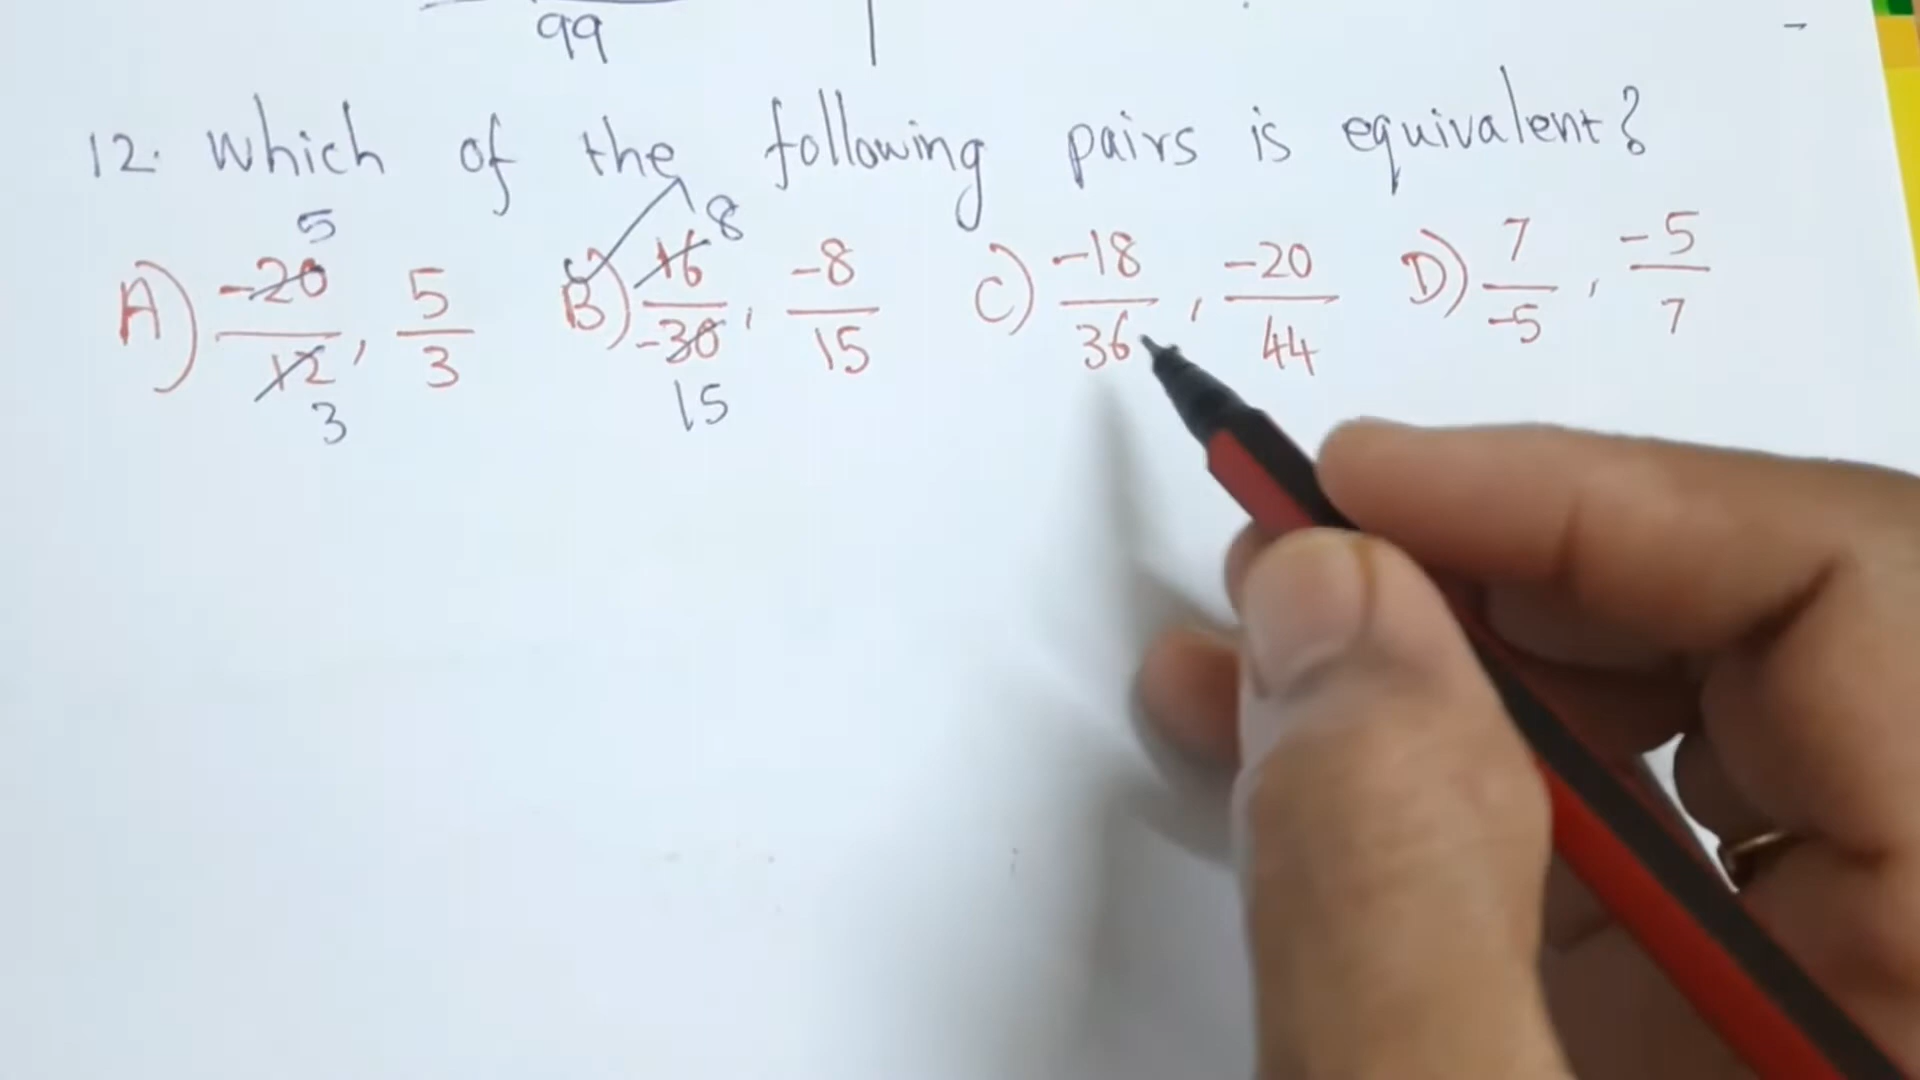 99
12. Which of the following pairs is equivalent?
5 8
A) -20/12, 5/3 B) 16/-30, -8/15 C) -18/36, -20/44 D) 7/-5, -5/7
3 15